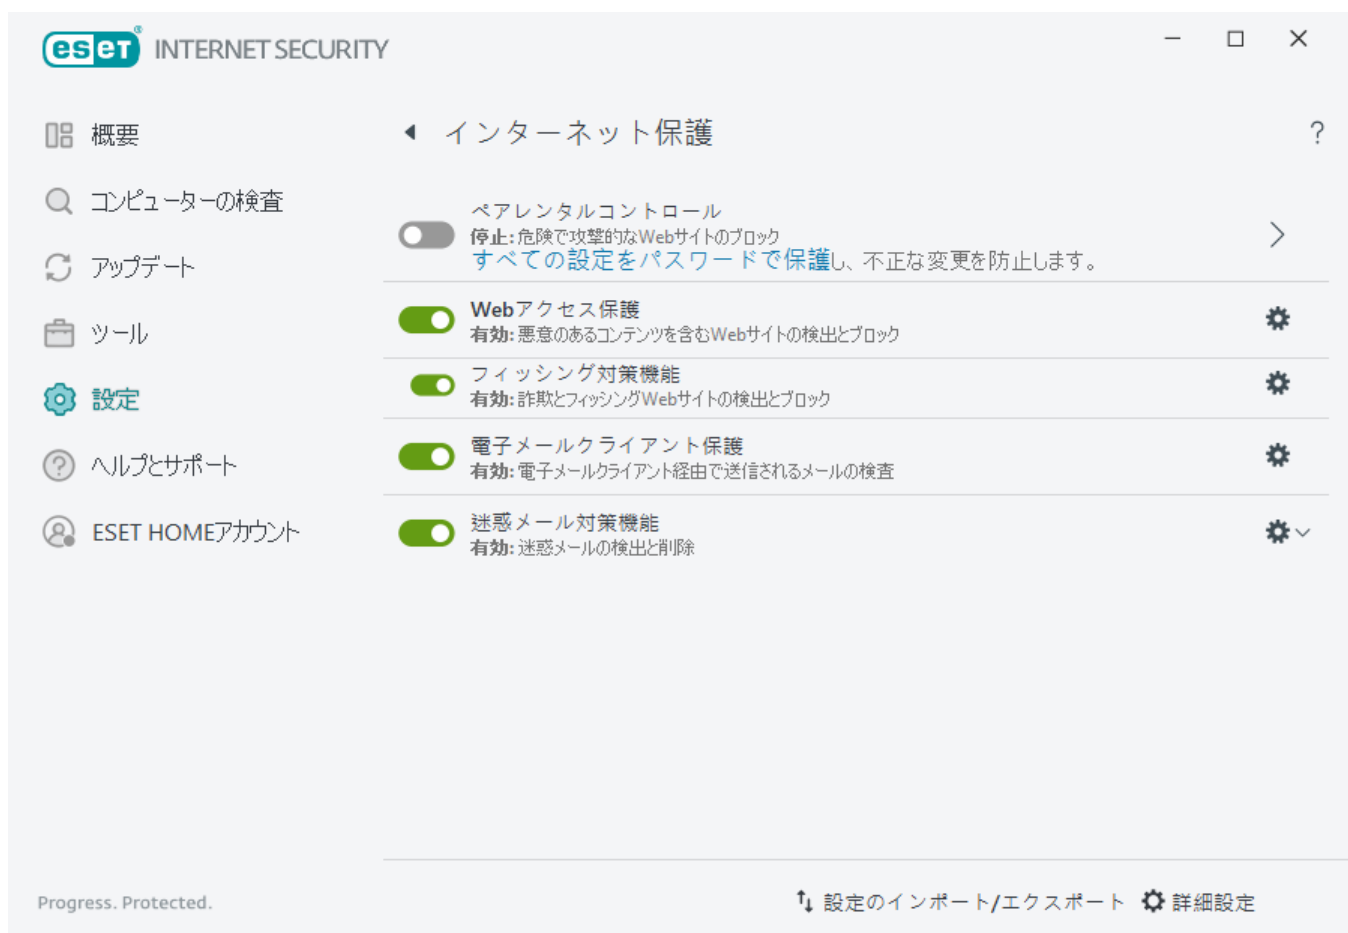 eset® INTERNET SECURITY
概要
コンピューターの検査
アップデート
ツール
設定
ヘルプとサポート
ESET HOMEアカウント
インターネット保護
?
ペアレンタルコントロール
停止:危険で攻撃的なWebサイトのブロック
すべての設定をパスワードで保護し、不正な変更を防止します。
Webアクセス保護
有効:悪意のあるコンテンツを含むWebサイトの検出とブロック
フィッシング対策機能
有効:詐欺とフィッシングWebサイトの検出とブロック
電子メールクライアント保護
有効:電子メールクライアント経由で送信されるメールの検査
迷惑メール対策機能
有効:迷惑メールの検出と削除
Progress. Protected.
設定のインポート/エクスポート 詳細設定